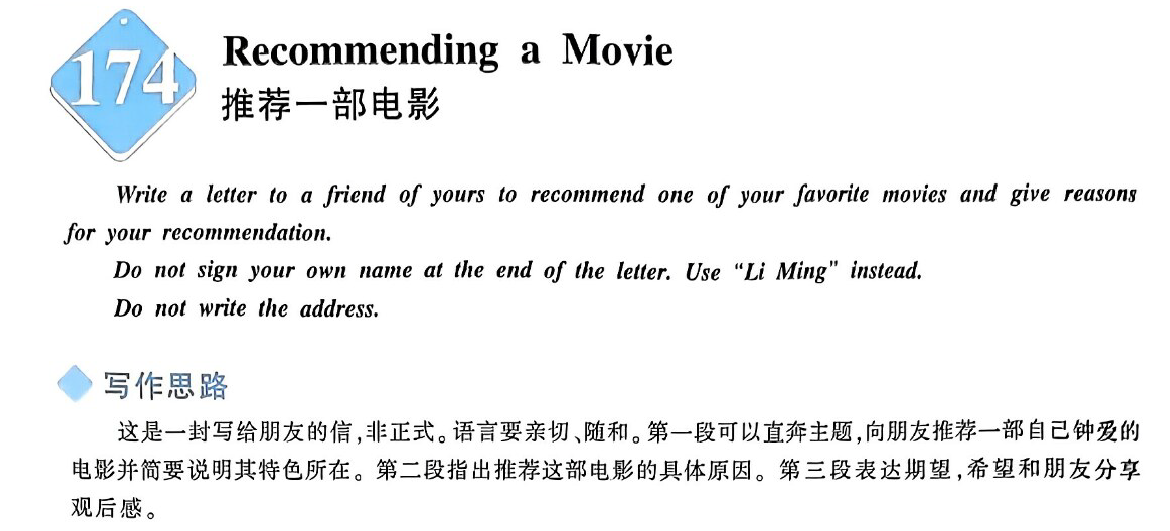 174
Recommending a Movie
推荐一部电影
Write a letter to a friend of yours to recommend one of your favorite movies and give reasons
for your recommendation.
Do not sign your own name at the end of the letter. Use “Li Ming” instead.
Do not write the address.
写作思路
这是一封写给朋友的信,非正式。语言要亲切、随和。第一段可以直奔主题,向朋友推荐一部自己钟爱的
电影并简要说明其特色所在。第二段指出推荐这部电影的具体原因。第三段表达期望,希望和朋友分享
观后感。